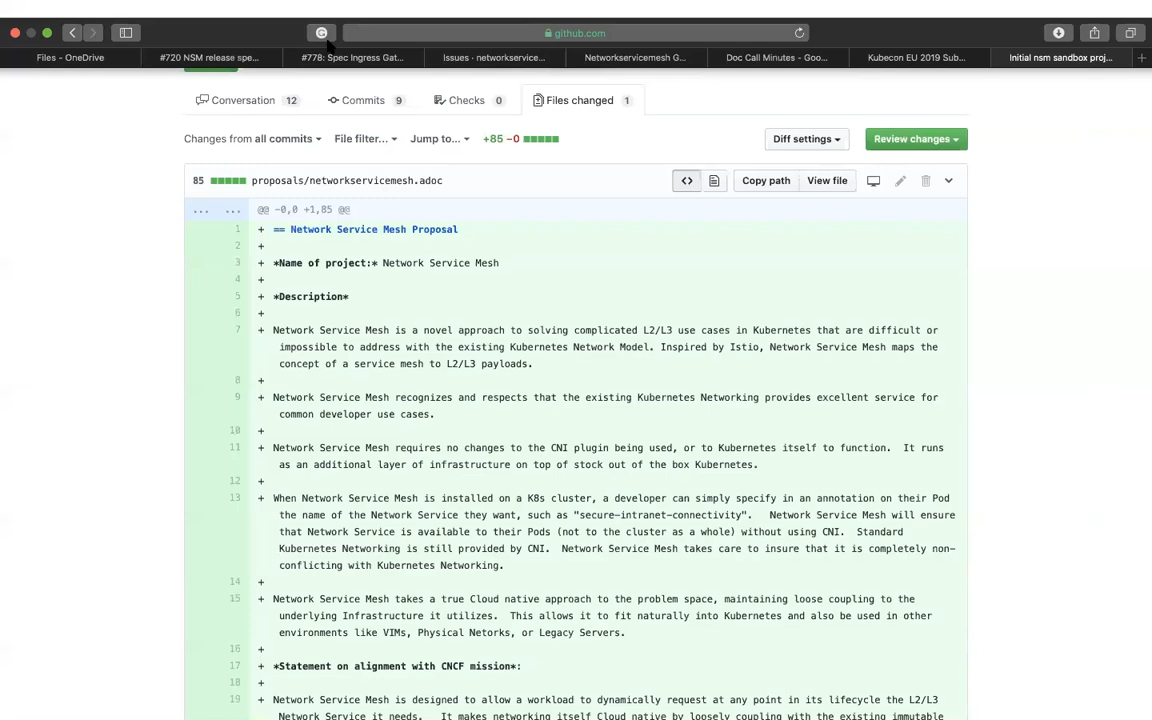 github.com
Files - OneDrive
#720 NSM release spe...
#778: Spec Ingress Gat...
Issues · networkservice...
Networkservicemesh G...
Doc Call Minutes - Goo...
Kubecon EU 2019 Sub...
Initial nsm sandbox proj...
Conversation 12
Commits 9
Checks 0
Files changed 1
Changes from all commits
File filter...
Jump to...
+85 −0
Diff settings
Review changes
85 proposals/networkservicemesh.adoc
Copy path
View file
... ... @@ -0,0 +1,85 @@
1 + == Network Service Mesh Proposal
2 +
3 + *Name of project:* Network Service Mesh
4 +
5 + *Description*
6 +
7 + Network Service Mesh is a novel approach to solving complicated L2/L3 use cases in Kubernetes that are difficult or
impossible to address with the existing Kubernetes Network Model. Inspired by Istio, Network Service Mesh maps the
concept of a service mesh to L2/L3 payloads.
8 +
9 + Network Service Mesh recognizes and respects that the existing Kubernetes Networking provides excellent service for
common developer use cases.
10 +
11 + Network Service Mesh requires no changes to the CNI plugin being used, or to Kubernetes itself to function. It runs
as an additional layer of infrastructure on top of stock out of the box Kubernetes.
12 +
13 + When Network Service Mesh is installed on a K8s cluster, a developer can simply specify in an annotation on their Pod
the name of the Network Service they want, such as "secure-intranet-connectivity". Network Service Mesh will ensure
that Network Service is available to their Pods (not to the cluster as a whole) without using CNI. Standard
Kubernetes Networking is still provided by CNI. Network Service Mesh takes care to insure that it is completely non-
conflicting with Kubernetes Networking.
14 +
15 + Network Service Mesh takes a true Cloud native approach to the problem space, maintaining loose coupling to the
underlying Infrastructure it utilizes. This allows it to fit naturally into Kubernetes and also be used in other
environments like VIMs, Physical Netorks, or Legacy Servers.
16 +
17 + *Statement on alignment with CNCF mission*:
18 +
19 + Network Service Mesh is designed to allow a workload to dynamically request at any point in its lifecycle the L2/L3
Network Service it needs. It makes networking itself Cloud native by loosely coupling with the existing immutable